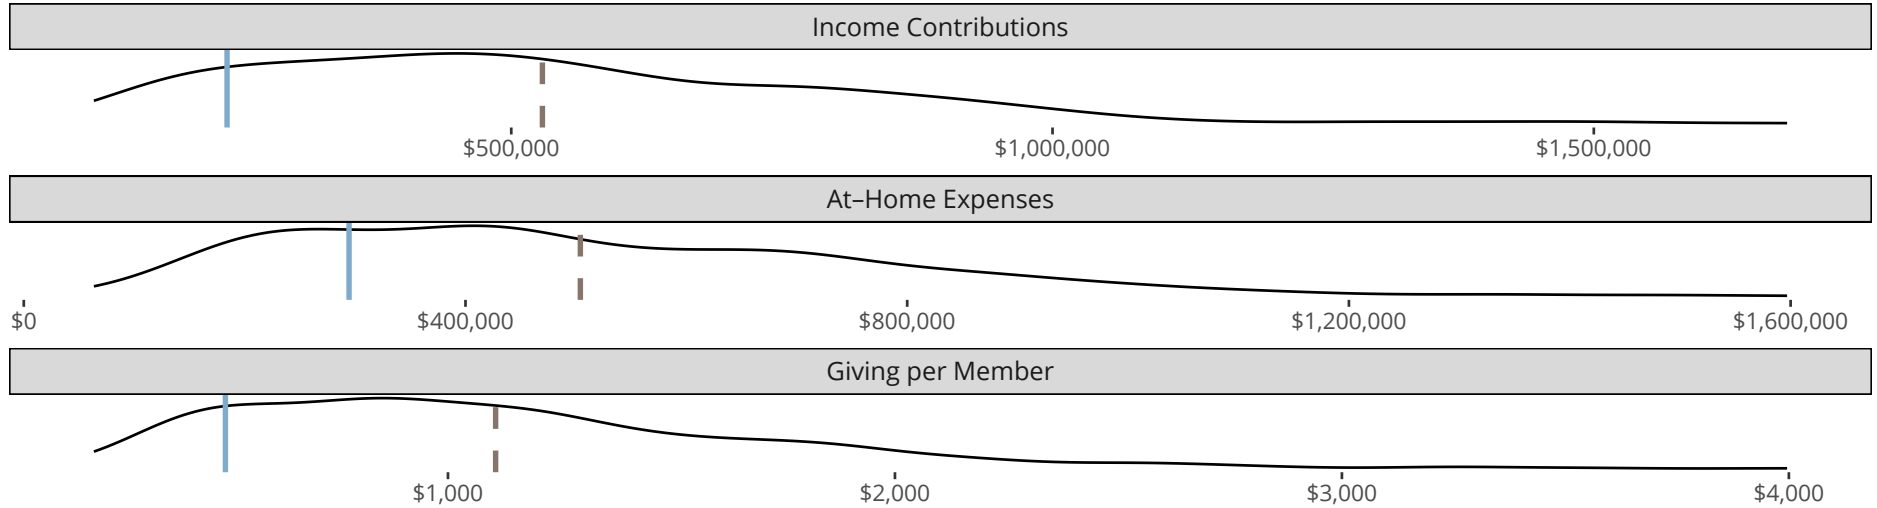 Income Contributions
$500,000 $1,000,000 $1,500,000
At–Home Expenses
$0 $400,000 $800,000 $1,200,000 $1,600,000
Giving per Member
$1,000 $2,000 $3,000 $4,000